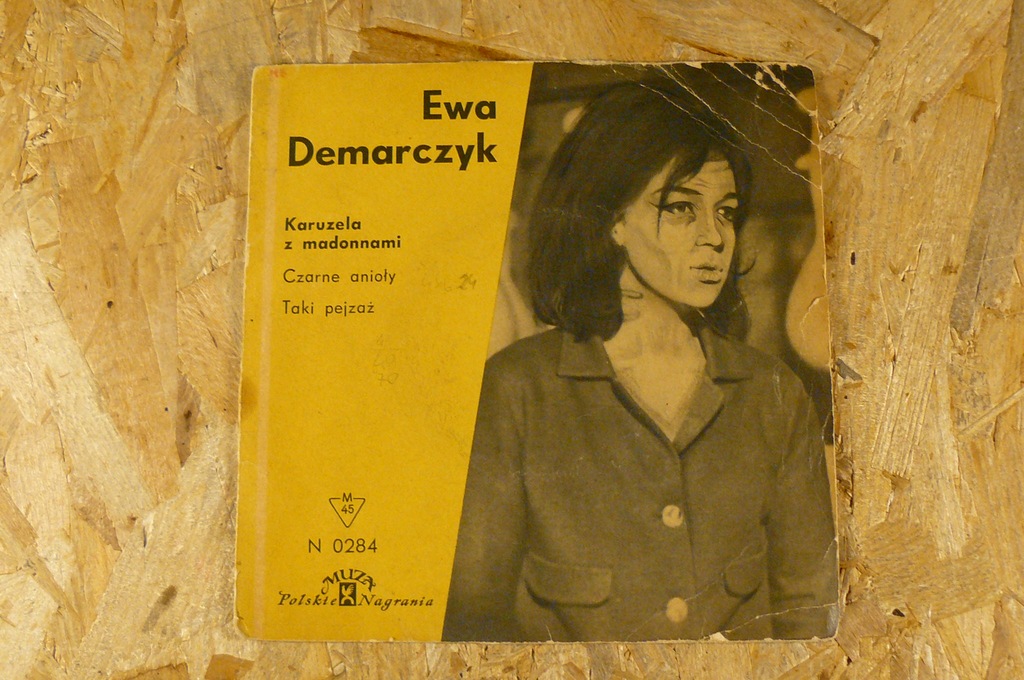 Ewa
Demarczyk
Karuzela
z madonnami
Czarne anioły
Taki pejzaż
M
45
N 0284
MUZA
Polskie Nagrania